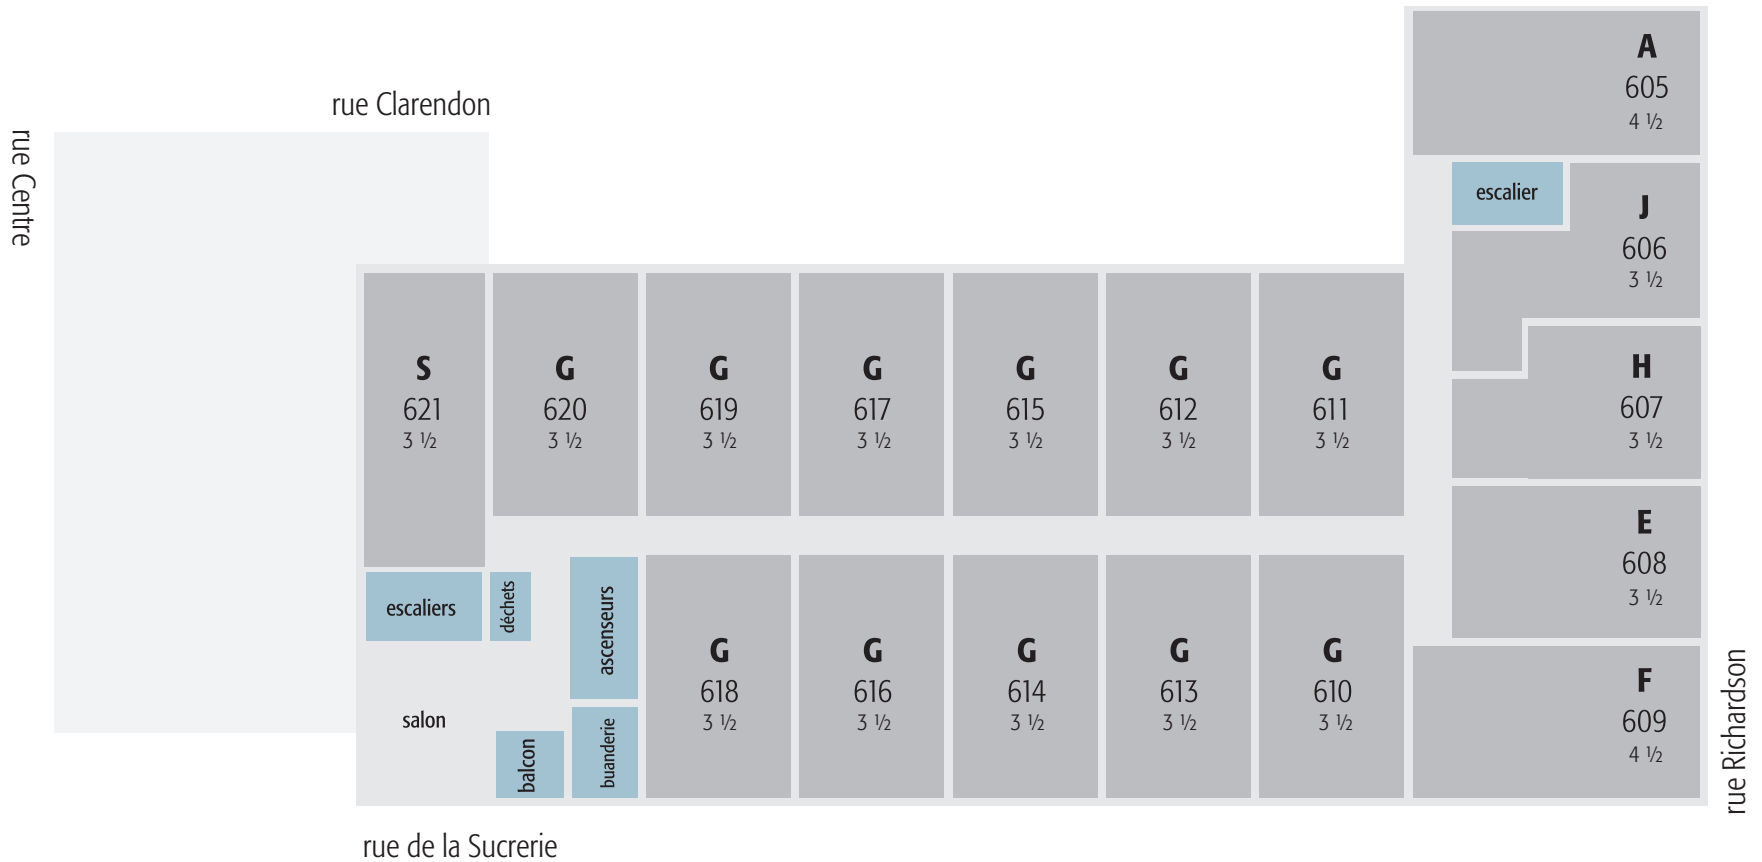 rue Clarendon
rue Centre
A
605
4 ½
escalier
J
606
3 ½
S
621
3 ½
G
620
3 ½
G
619
3 ½
G
617
3 ½
G
615
3 ½
G
612
3 ½
G
611
3 ½
H
607
3 ½
E
608
3 ½
escaliers
déchets
ascenseurs
salon
balcon
buanderie
G
618
3 ½
G
616
3 ½
G
614
3 ½
G
613
3 ½
G
610
3 ½
F
609
4 ½
rue Richardson
rue de la Sucrerie